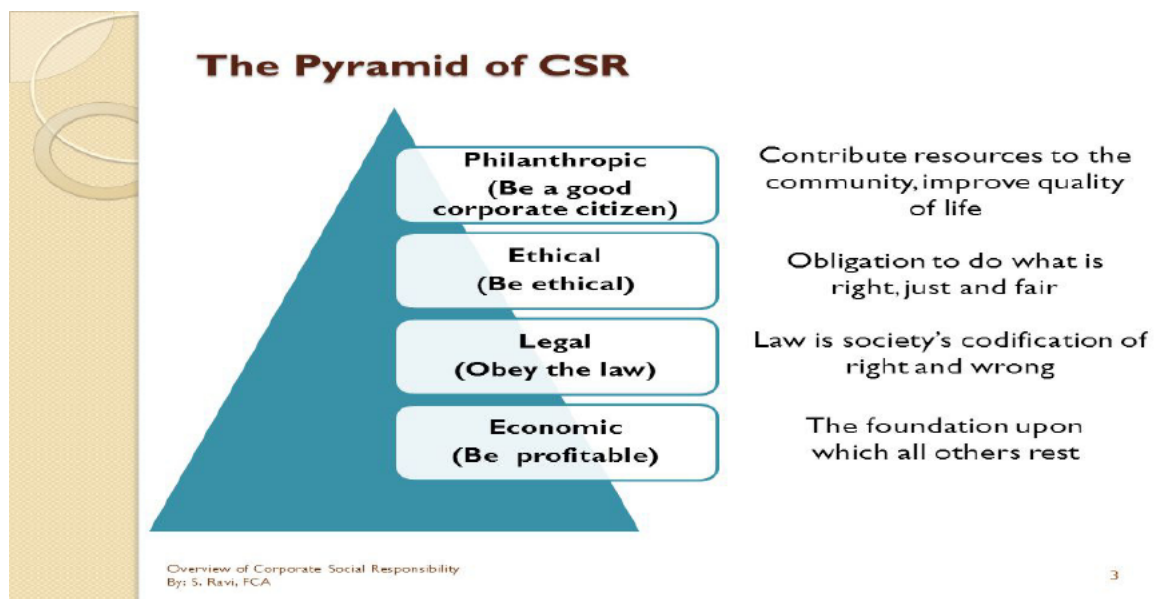 The Pyramid of CSR
Philanthropic
(Be a good
corporate citizen)
Contribute resources to the
community, improve quality
of life
Ethical
(Be ethical)
Obligation to do what is
right, just and fair
Legal
(Obey the law)
Law is society's codification of
right and wrong
Economic
(Be profitable)
The foundation upon
which all others rest
Overview of Corporate Social Responsibility
By: S. Ravi, FCA
3